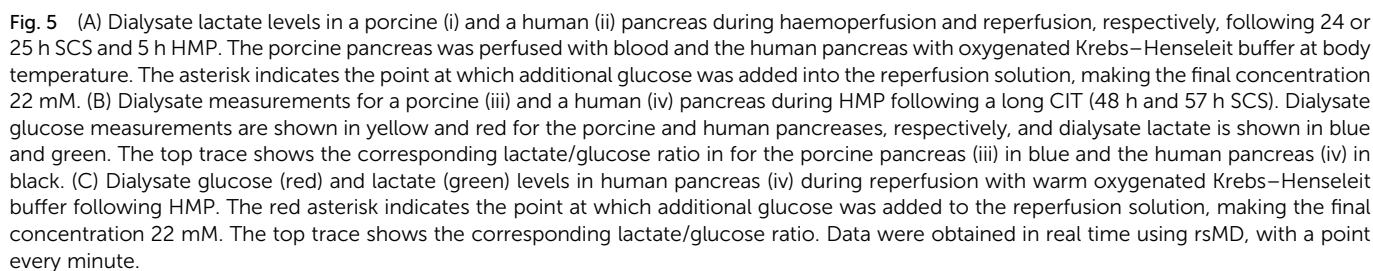 Fig. 5 (A) Dialysate lactate levels in a porcine (i) and a human (ii) pancreas during haemoperfusion and reperfusion, respectively, following 24 or
25 h SCS and 5 h HMP. The porcine pancreas was perfused with blood and the human pancreas with oxygenated Krebs–Henseleit buffer at body
temperature. The asterisk indicates the point at which additional glucose was added into the reperfusion solution, making the final concentration
22 mM. (B) Dialysate measurements for a porcine (iii) and a human (iv) pancreas during HMP following a long CIT (48 h and 57 h SCS). Dialysate
glucose measurements are shown in yellow and red for the porcine and human pancreases, respectively, and dialysate lactate is shown in blue
and green. The top trace shows the corresponding lactate/glucose ratio in for the porcine pancreas (iii) in blue and the human pancreas (iv) in
black. (C) Dialysate glucose (red) and lactate (green) levels in human pancreas (iv) during reperfusion with warm oxygenated Krebs–Henseleit
buffer following HMP. The red asterisk indicates the point at which additional glucose was added to the reperfusion solution, making the final
concentration 22 mM. The top trace shows the corresponding lactate/glucose ratio. Data were obtained in real time using rsMD, with a point
every minute.